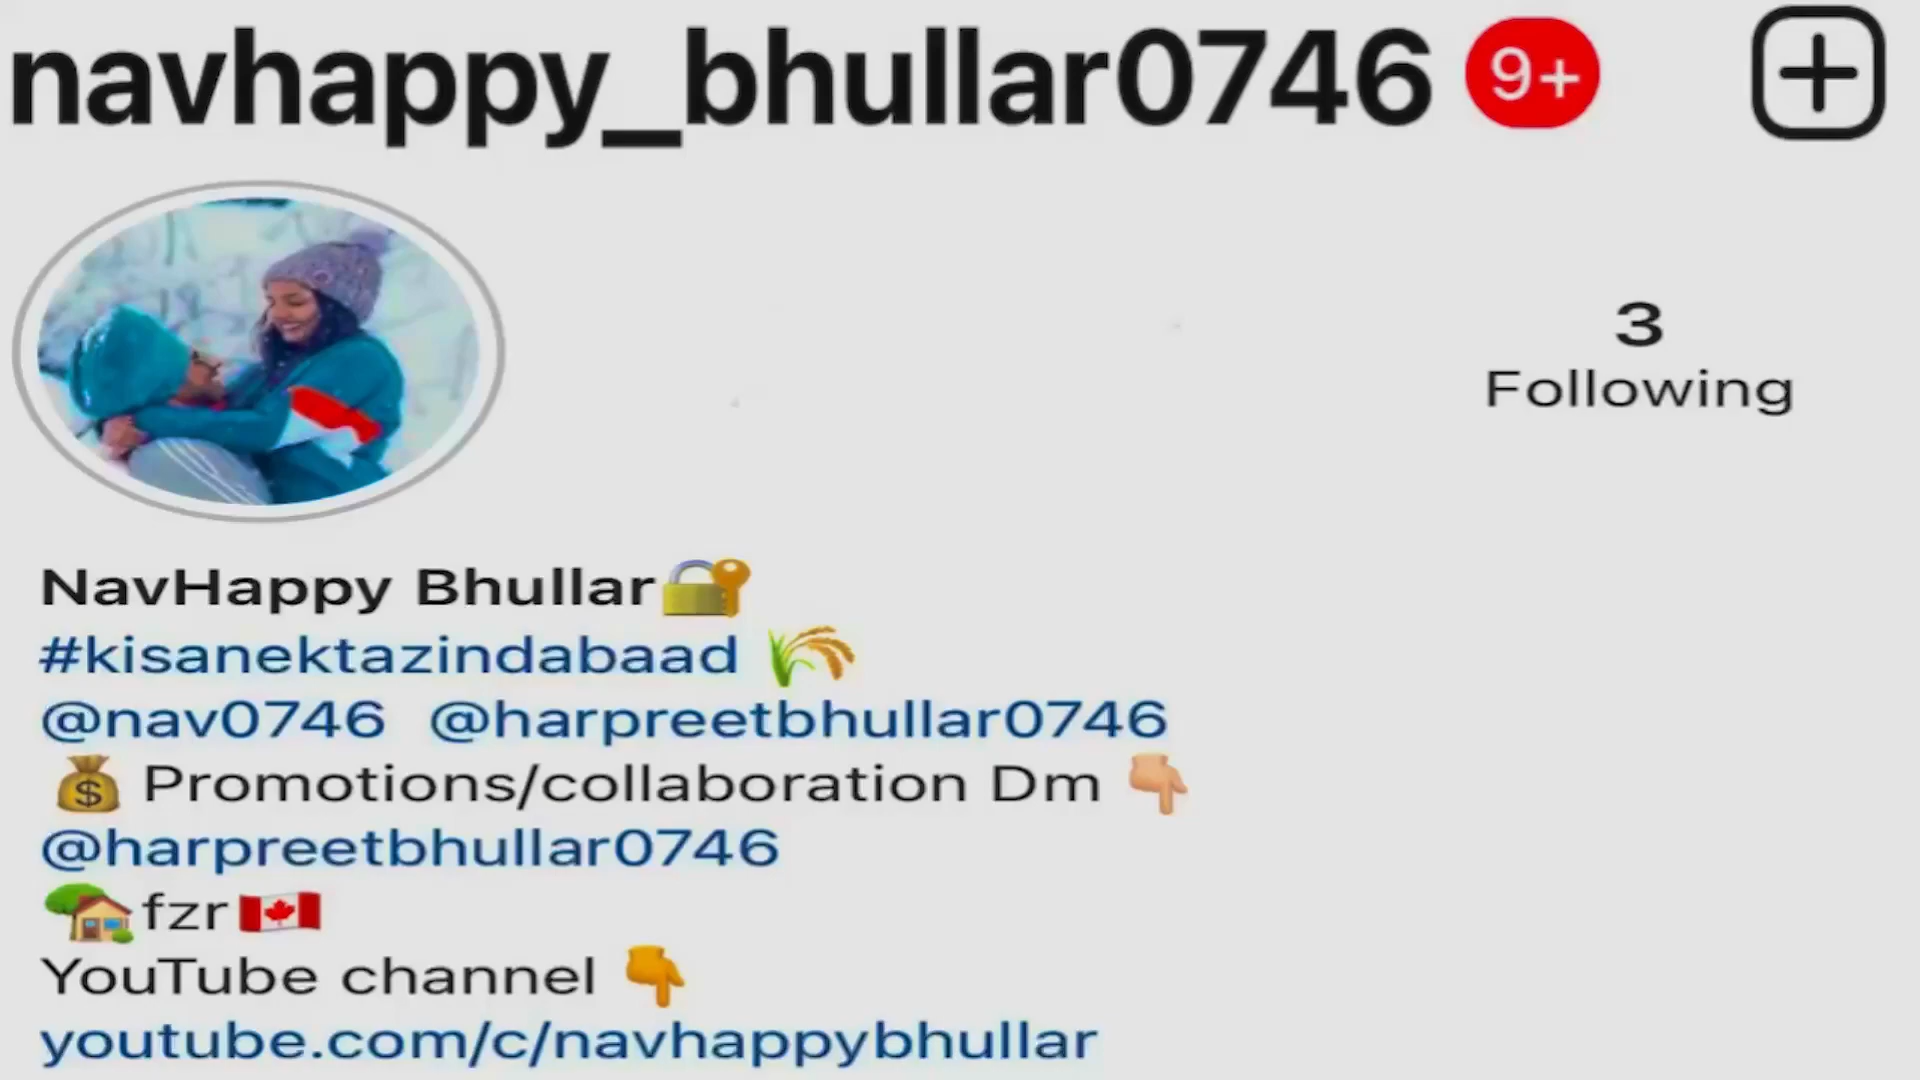 navhappy_bhullar0746 9+
3
Following
NavHappy Bhullar🔐
#kisanektazindabaad 🌾
@nav0746 @harpreetbhullar0746
💰 Promotions/collaboration Dm 👇🏻
@harpreetbhullar0746
🏡fzr🇨🇦
YouTube channel 👇
youtube.com/c/navhappybhullar